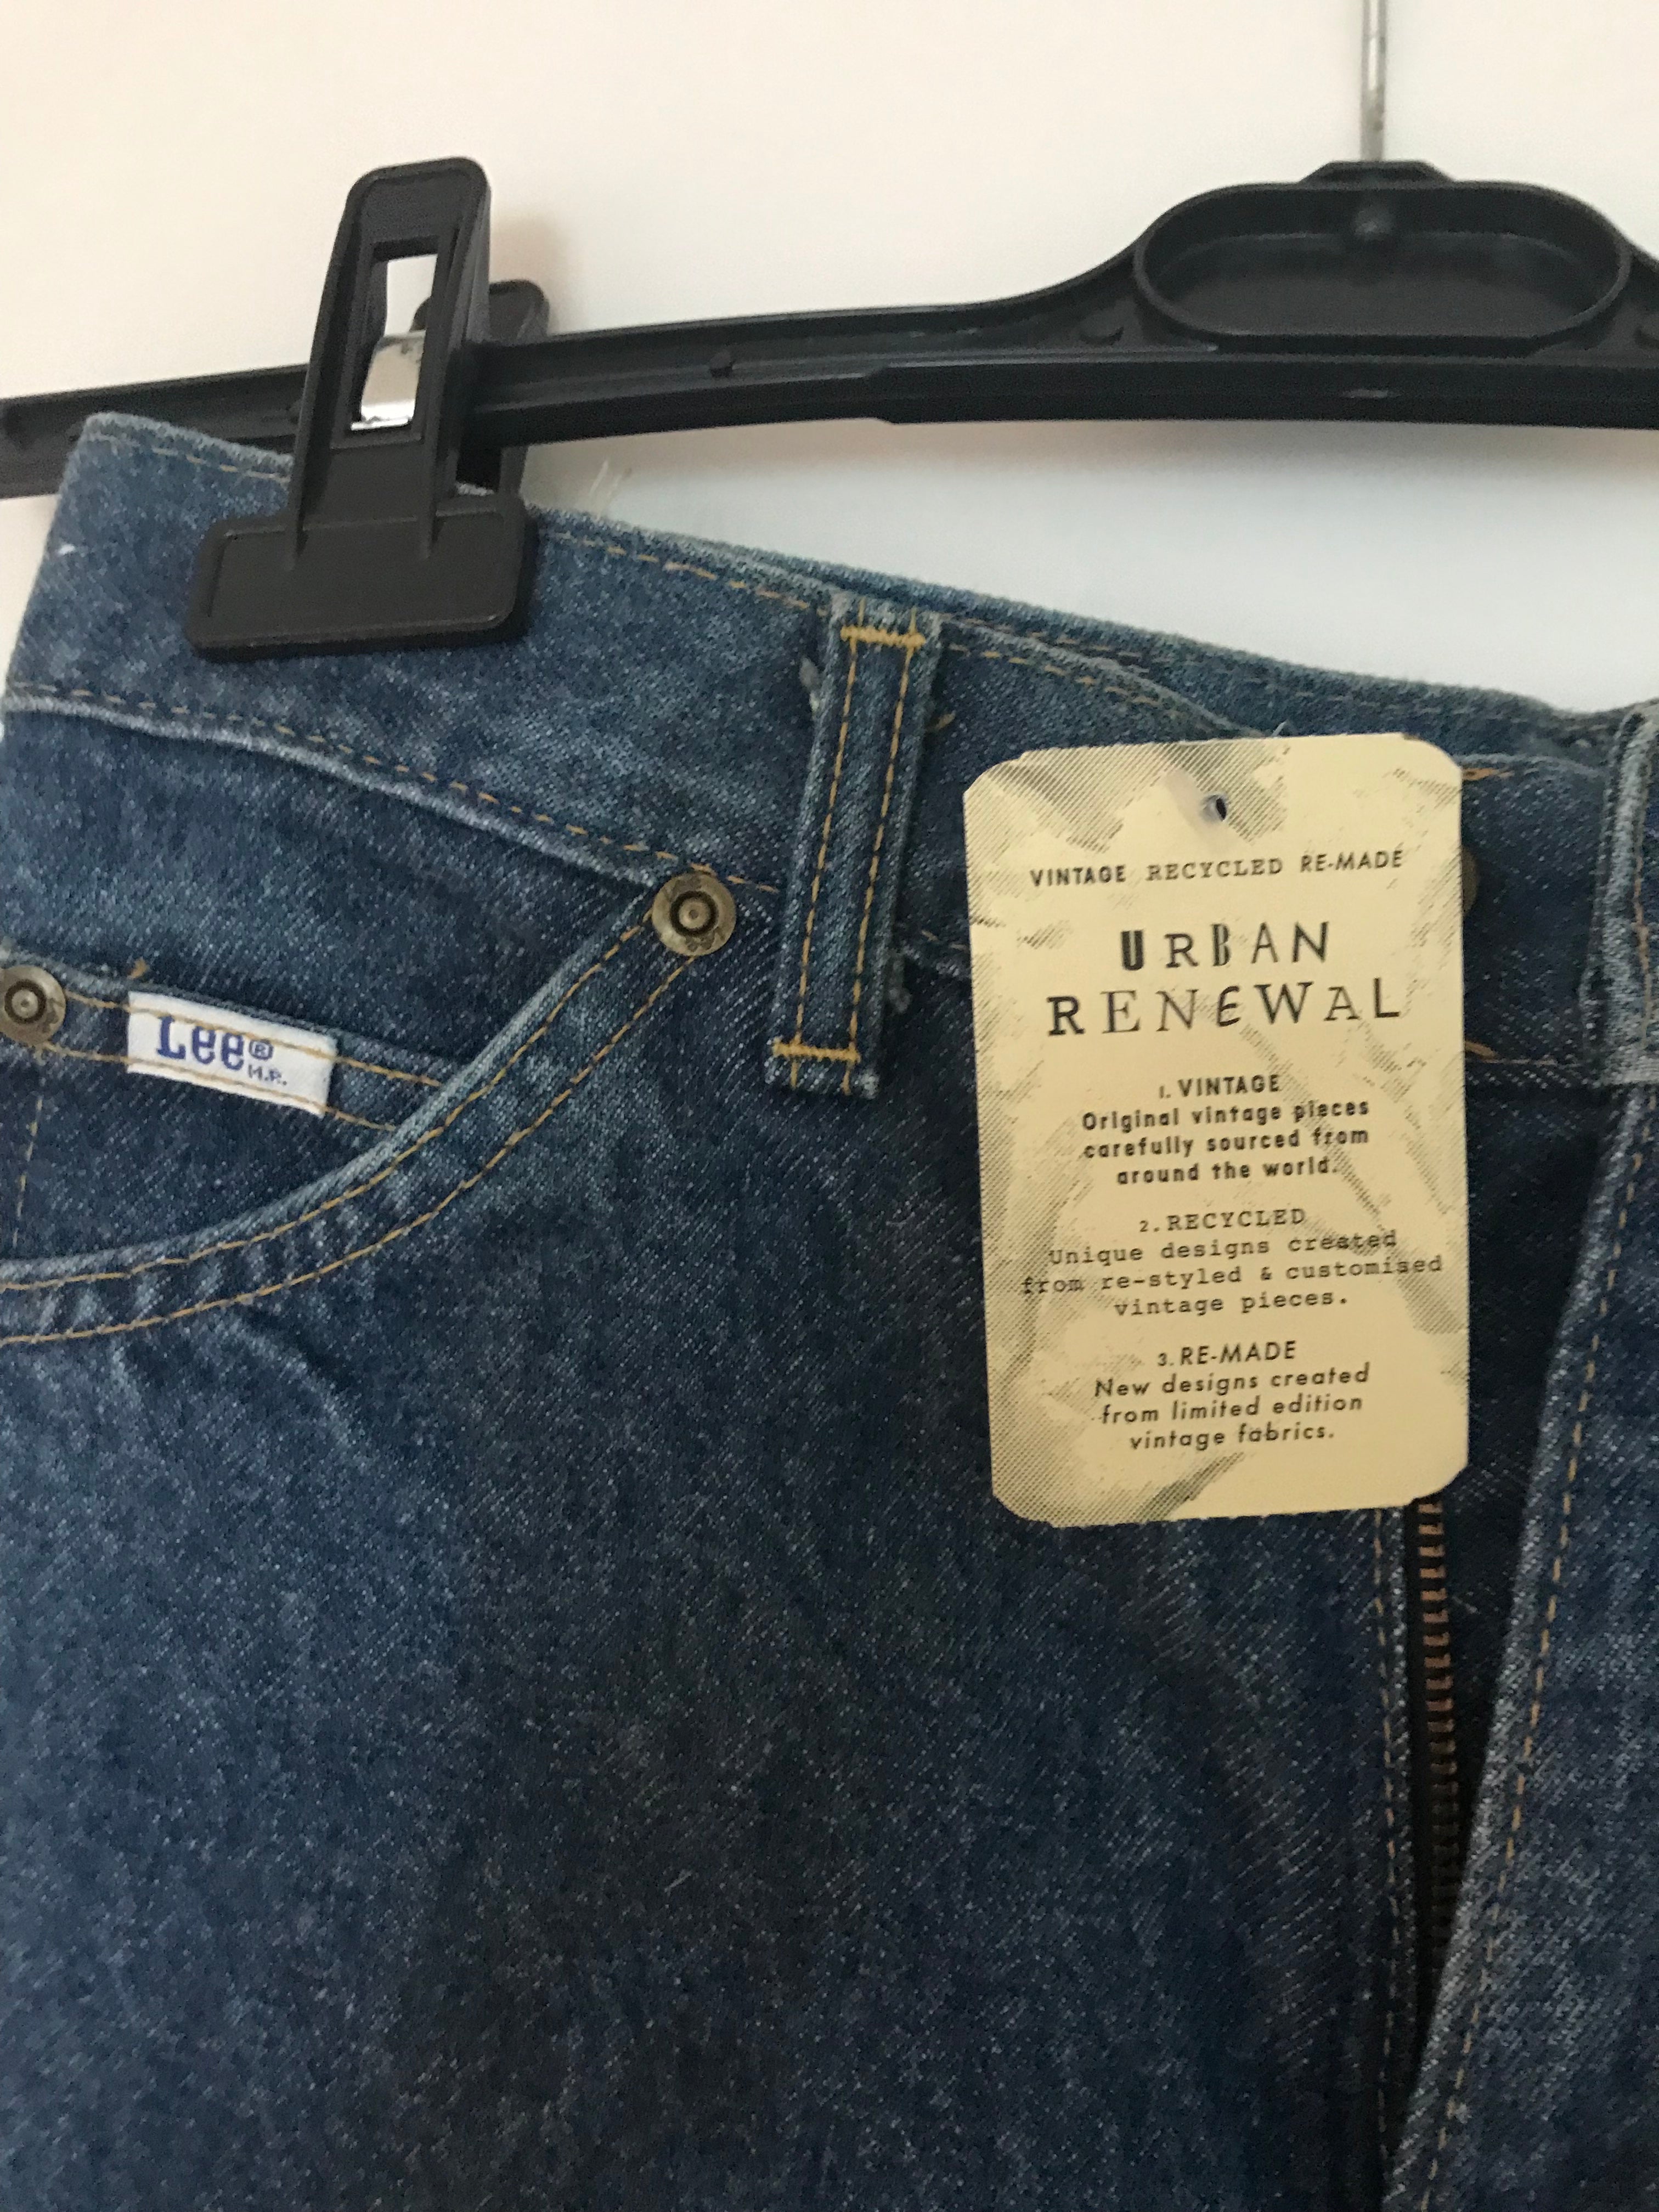 Lee®
M.R.
VINTAGE RECYCLED RE-MADE
URBAN
RENEWAL
1. VINTAGE
Original vintage pieces
carefully sourced from
around the world.
2. RECYCLED
Unique designs created
from re-styled & customised
vintage pieces.
3. RE-MADE
New designs created
from limited edition
vintage fabrics.